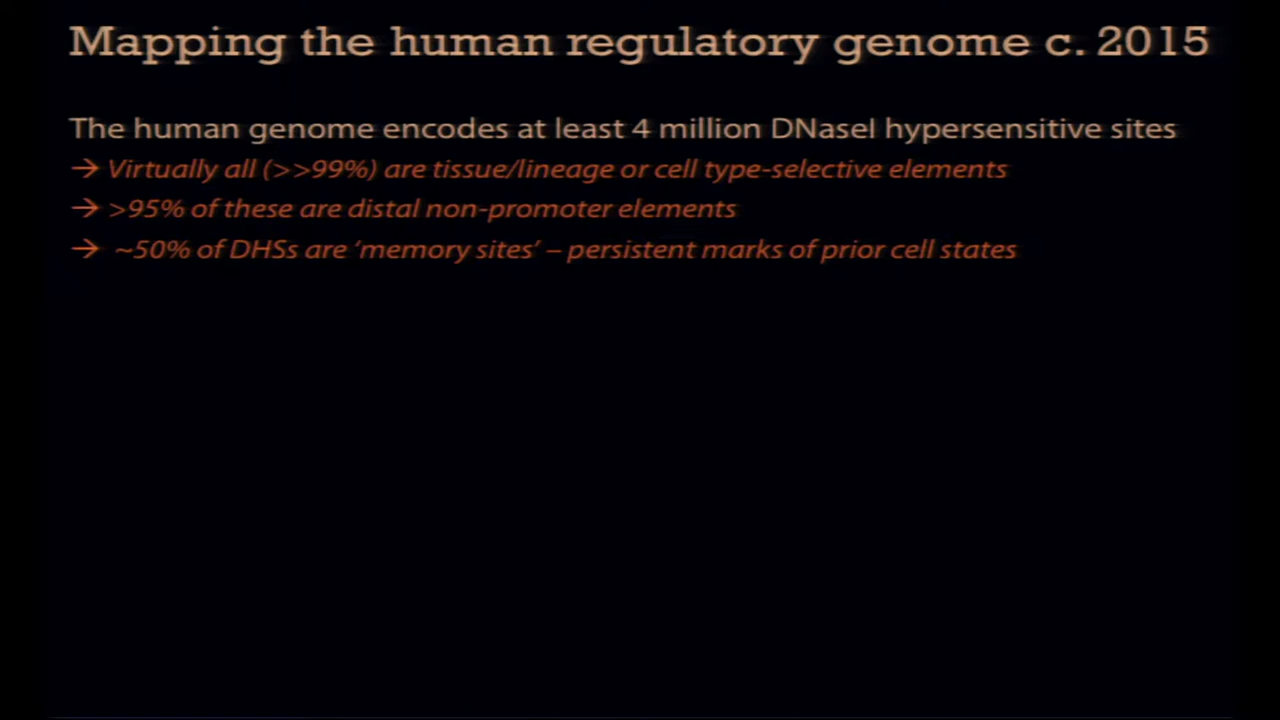 Mapping the human regulatory genome c. 2015
The human genome encodes at least 4 million DNaseI hypersensitive sites
→ Virtually all (>>99%) are tissue/lineage or cell type-selective elements
→ >95% of these are distal non-promoter elements
→ ~50% of DHSs are ‘memory sites’ – persistent marks of prior cell states